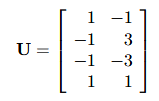 U = [ 1 −1
−1 3
−1 −3
1 1 ]